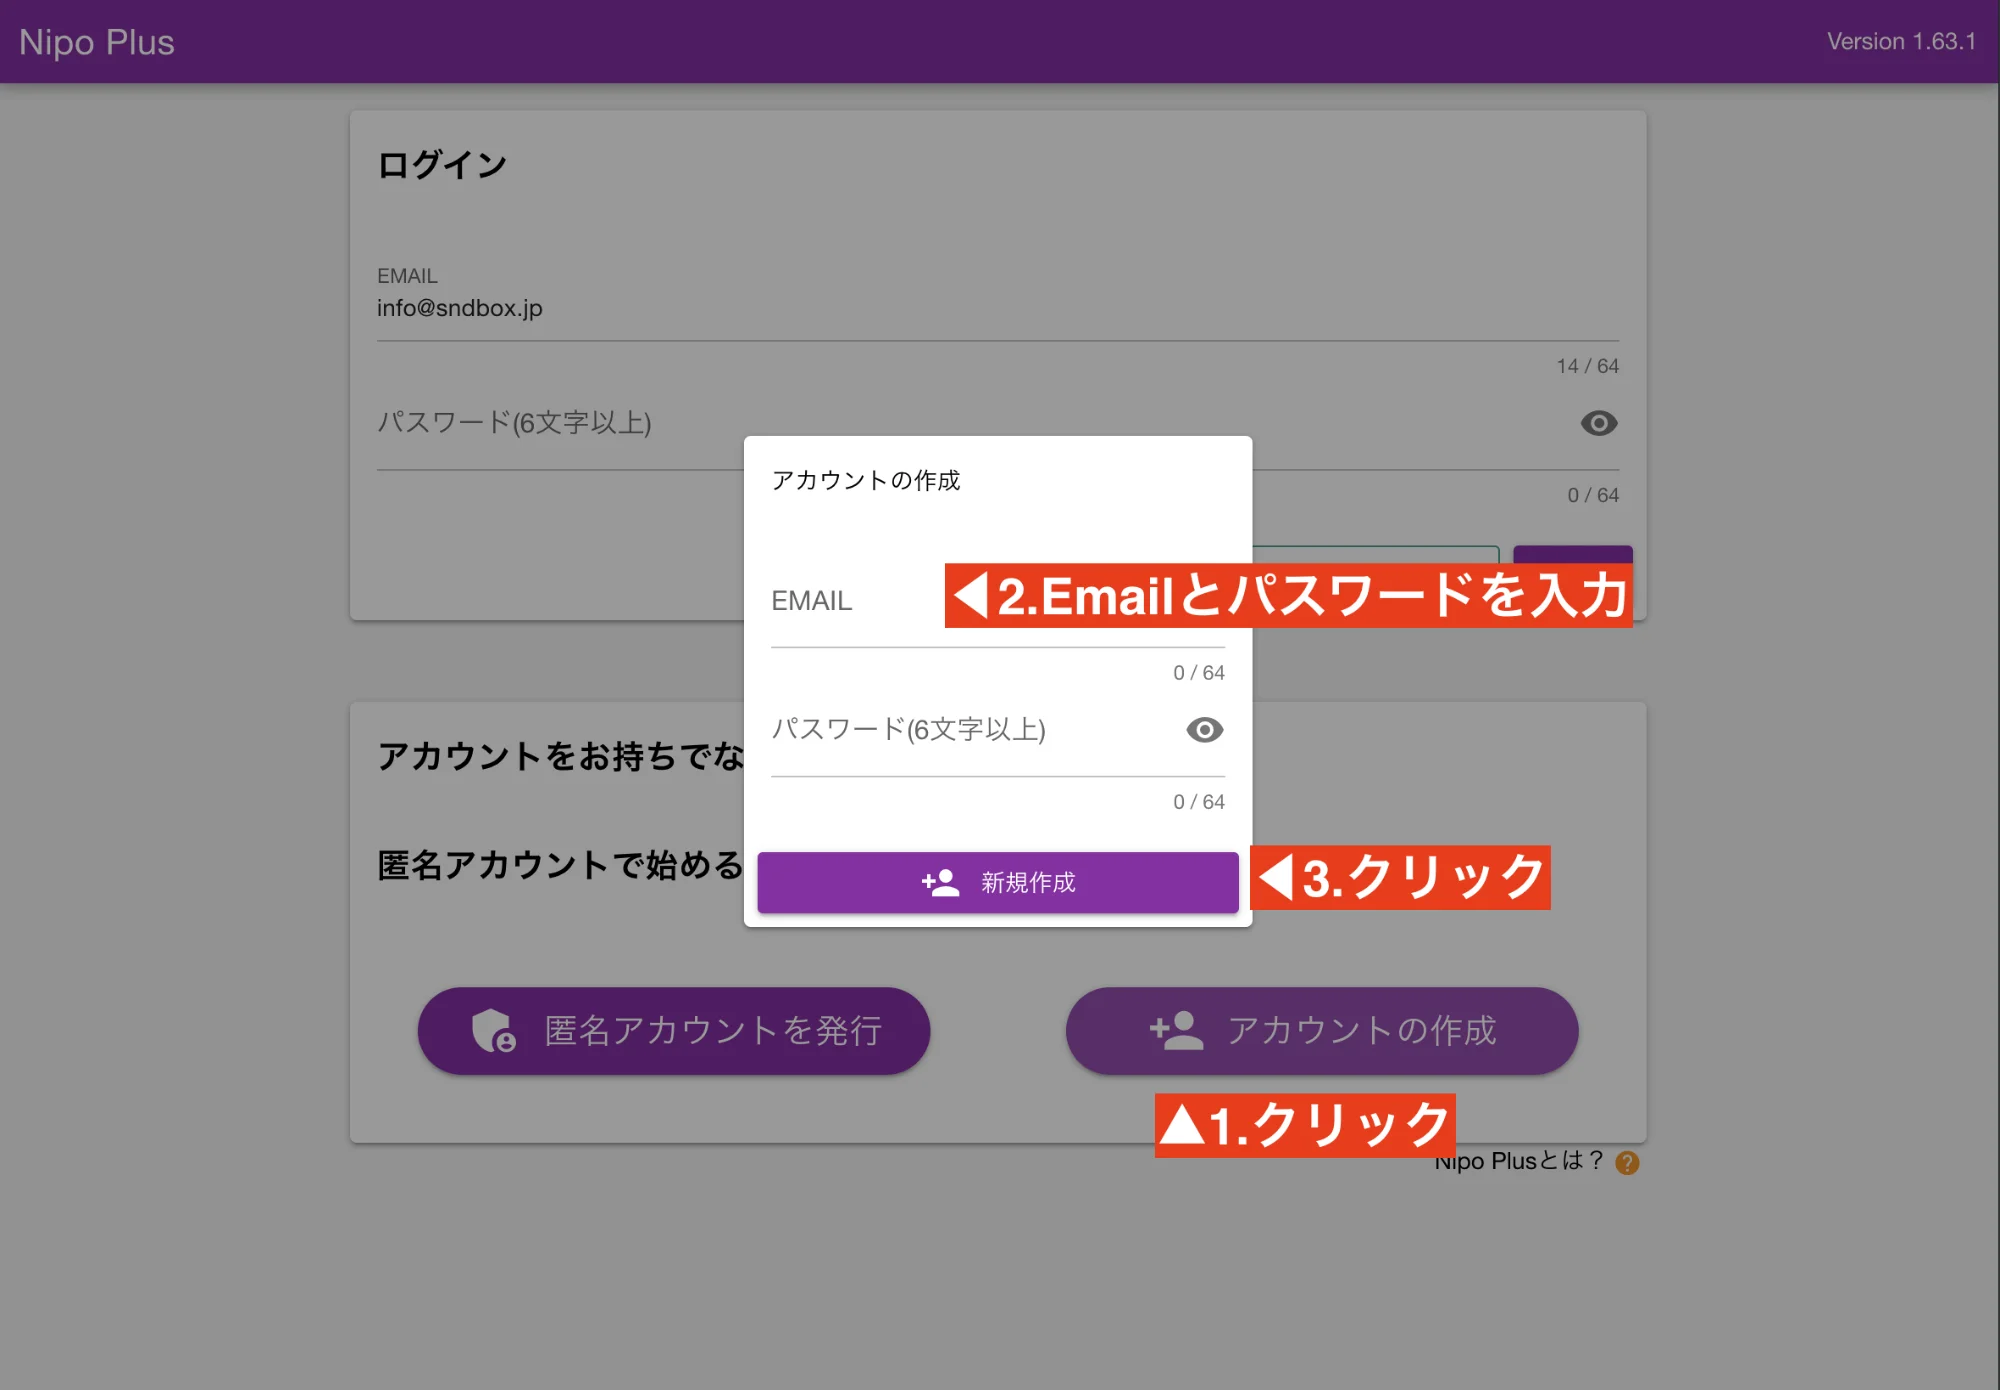 Nipo Plus
Version 1.63.1
ログイン
EMAIL
info@sndbox.jp
14 / 64
パスワード(6文字以上)
0 / 64
アカウントの作成
EMAIL
◀2.Emailとパスワードを入力
0 / 64
パスワード(6文字以上)
0 / 64
新規作成
◀3.クリック
アカウントをお持ちでな
匿名アカウントで始める
匿名アカウントを発行
アカウントの作成
▲1.クリック
Nipo Plusとは？